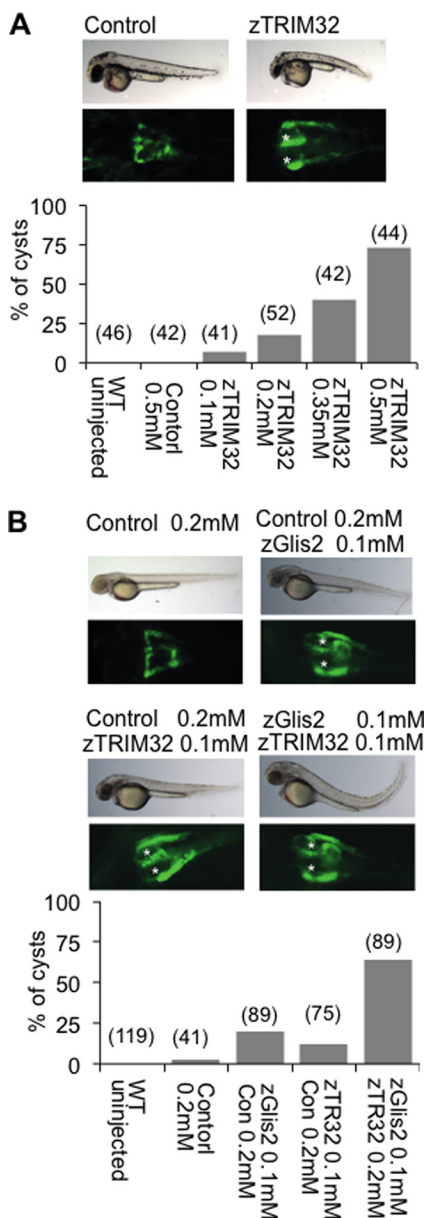 A
Control zTRIM32
*
*
100
75
50
25
0
% of cysts
(46) (42) (41) (52) (42) (44)
WT uninjected
Contorl 0.5mM
zTRIM32 0.1mM
zTRIM32 0.2mM
zTRIM32 0.35mM
zTRIM32 0.5mM
B
Control 0.2mM
Control 0.2mM
zGlis2 0.1mM
*
*
Control 0.2mM
zTRIM32 0.1mM
zGlis2 0.1mM
zTRIM32 0.1mM
*
*
*
*
100
75
50
25
0
% of cysts
(119) (41) (89) (75) (89)
WT uninjected
Contorl 0.2mM
zGlis2 0.1mM
Con 0.2mM
zTR32 0.1mM
Con 0.2mM
zGlis2 0.1mM
zTR32 0.2mM